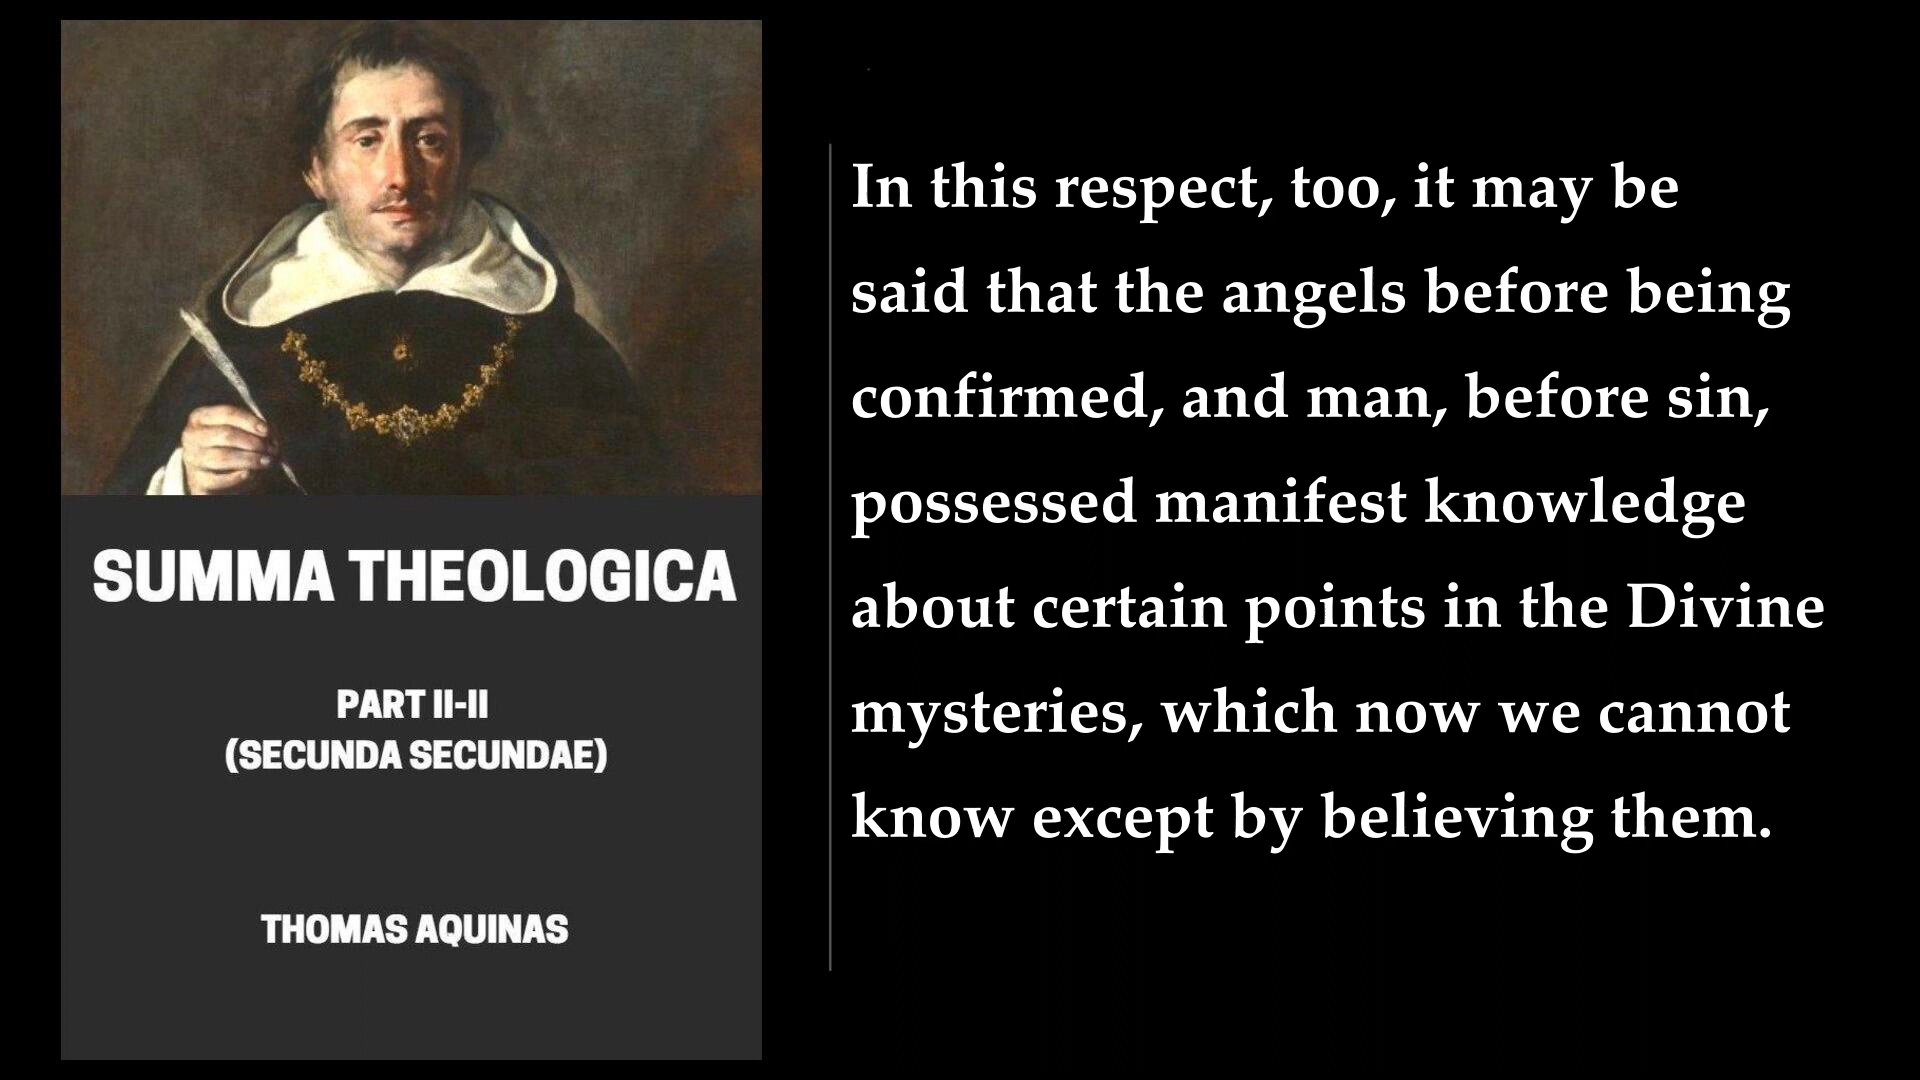 SUMMA THEOLOGICA
PART II-II
(SECUNDA SECUNDAE)
THOMAS AQUINAS
In this respect, too, it may be
said that the angels before being
confirmed, and man, before sin,
possessed manifest knowledge
about certain points in the Divine
mysteries, which now we cannot
know except by believing them.